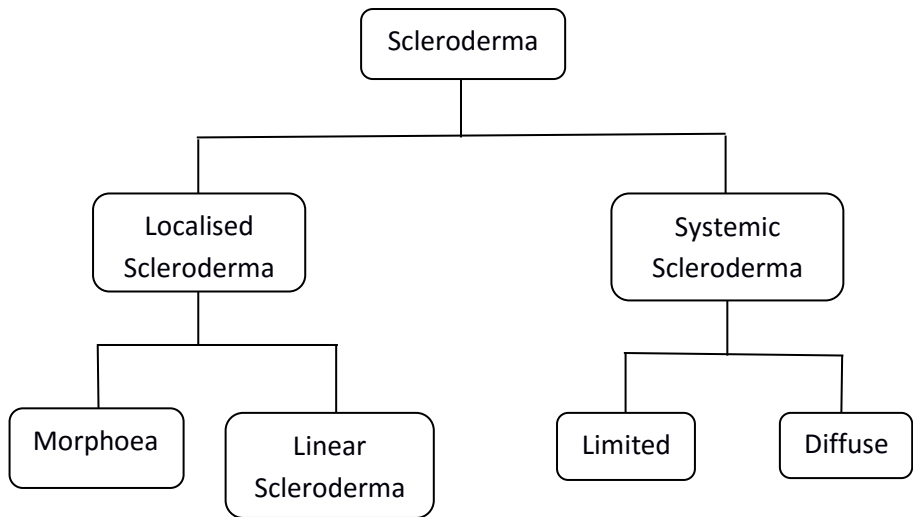 Scleroderma
Localised
Scleroderma
Systemic
Scleroderma
Morphoea
Linear
Scleroderma
Limited
Diffuse